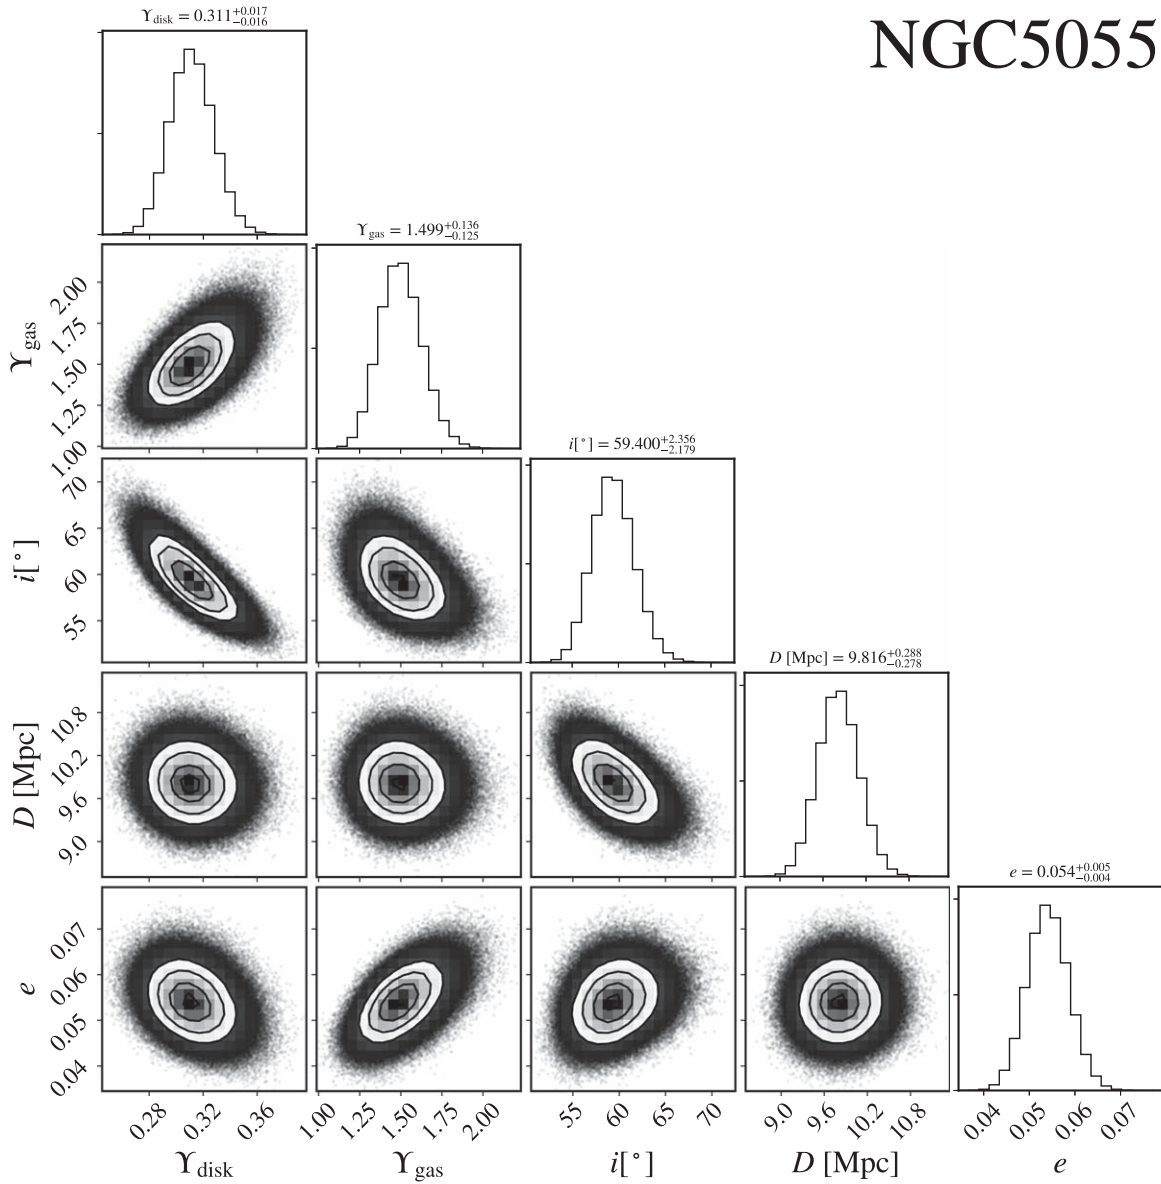 NGC5055
ϒdisk = 0.311+0.017−0.016
ϒgas = 1.499+0.136−0.125
i[°] = 59.400+2.356−2.179
D [Mpc] = 9.816+0.288−0.278
e = 0.054+0.005−0.004
ϒgas
2.00
1.75
1.50
1.25
1.00
i[°]
70
65
60
55
D [Mpc]
10.8
10.2
9.6
9.0
e
0.07
0.06
0.05
0.04
0.28 0.32 0.36 1.00 1.25 1.50 1.75 2.00 55 60 65 70 9.0 9.6 10.2 10.8 0.04 0.05 0.06 0.07
ϒdisk ϒgas i[°] D [Mpc] e